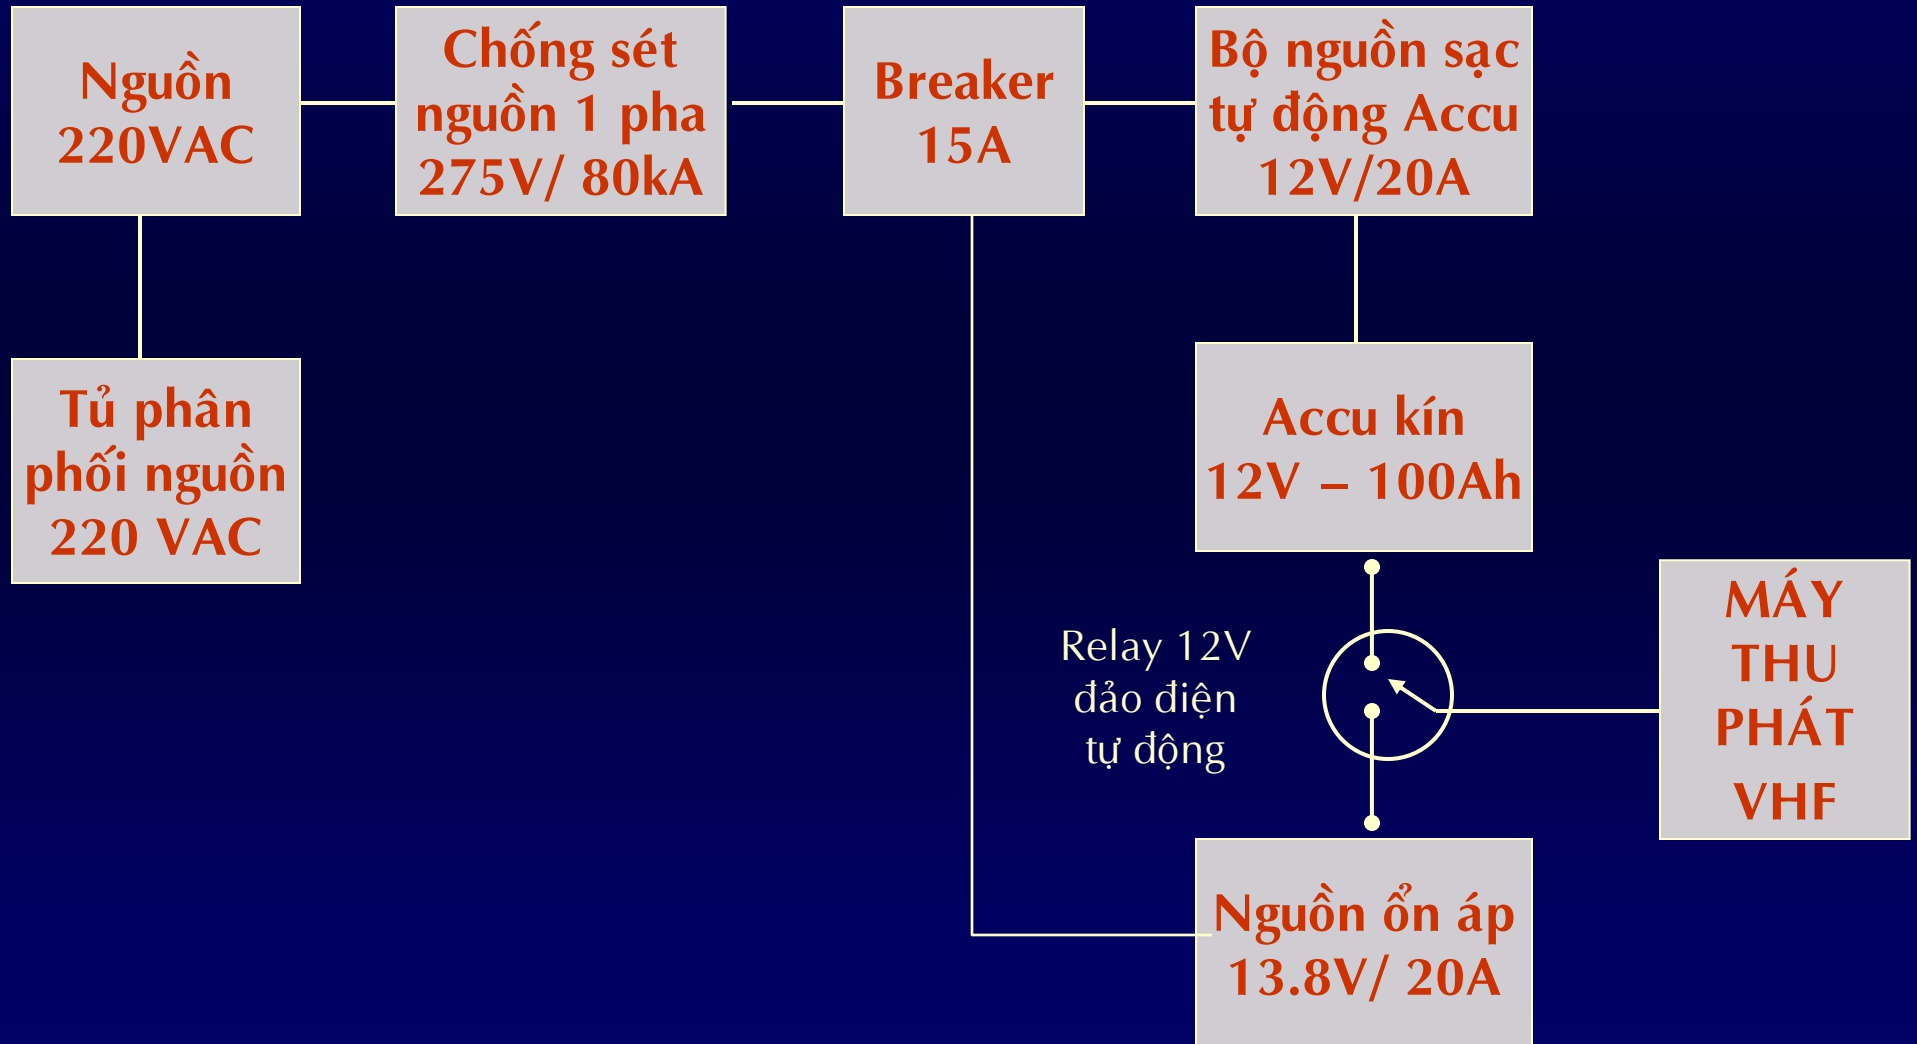 Nguồn
220VAC
Chống sét
nguồn 1 pha
275V/ 80kA
Breaker
15A
Bộ nguồn sạc
tự động Accu
12V/20A
Tủ phân
phối nguồn
220 VAC
Accu kín
12V – 100Ah
Relay 12V
đảo điện
tự động
MÁY
THU
PHÁT
VHF
Nguồn ổn áp
13.8V/ 20A